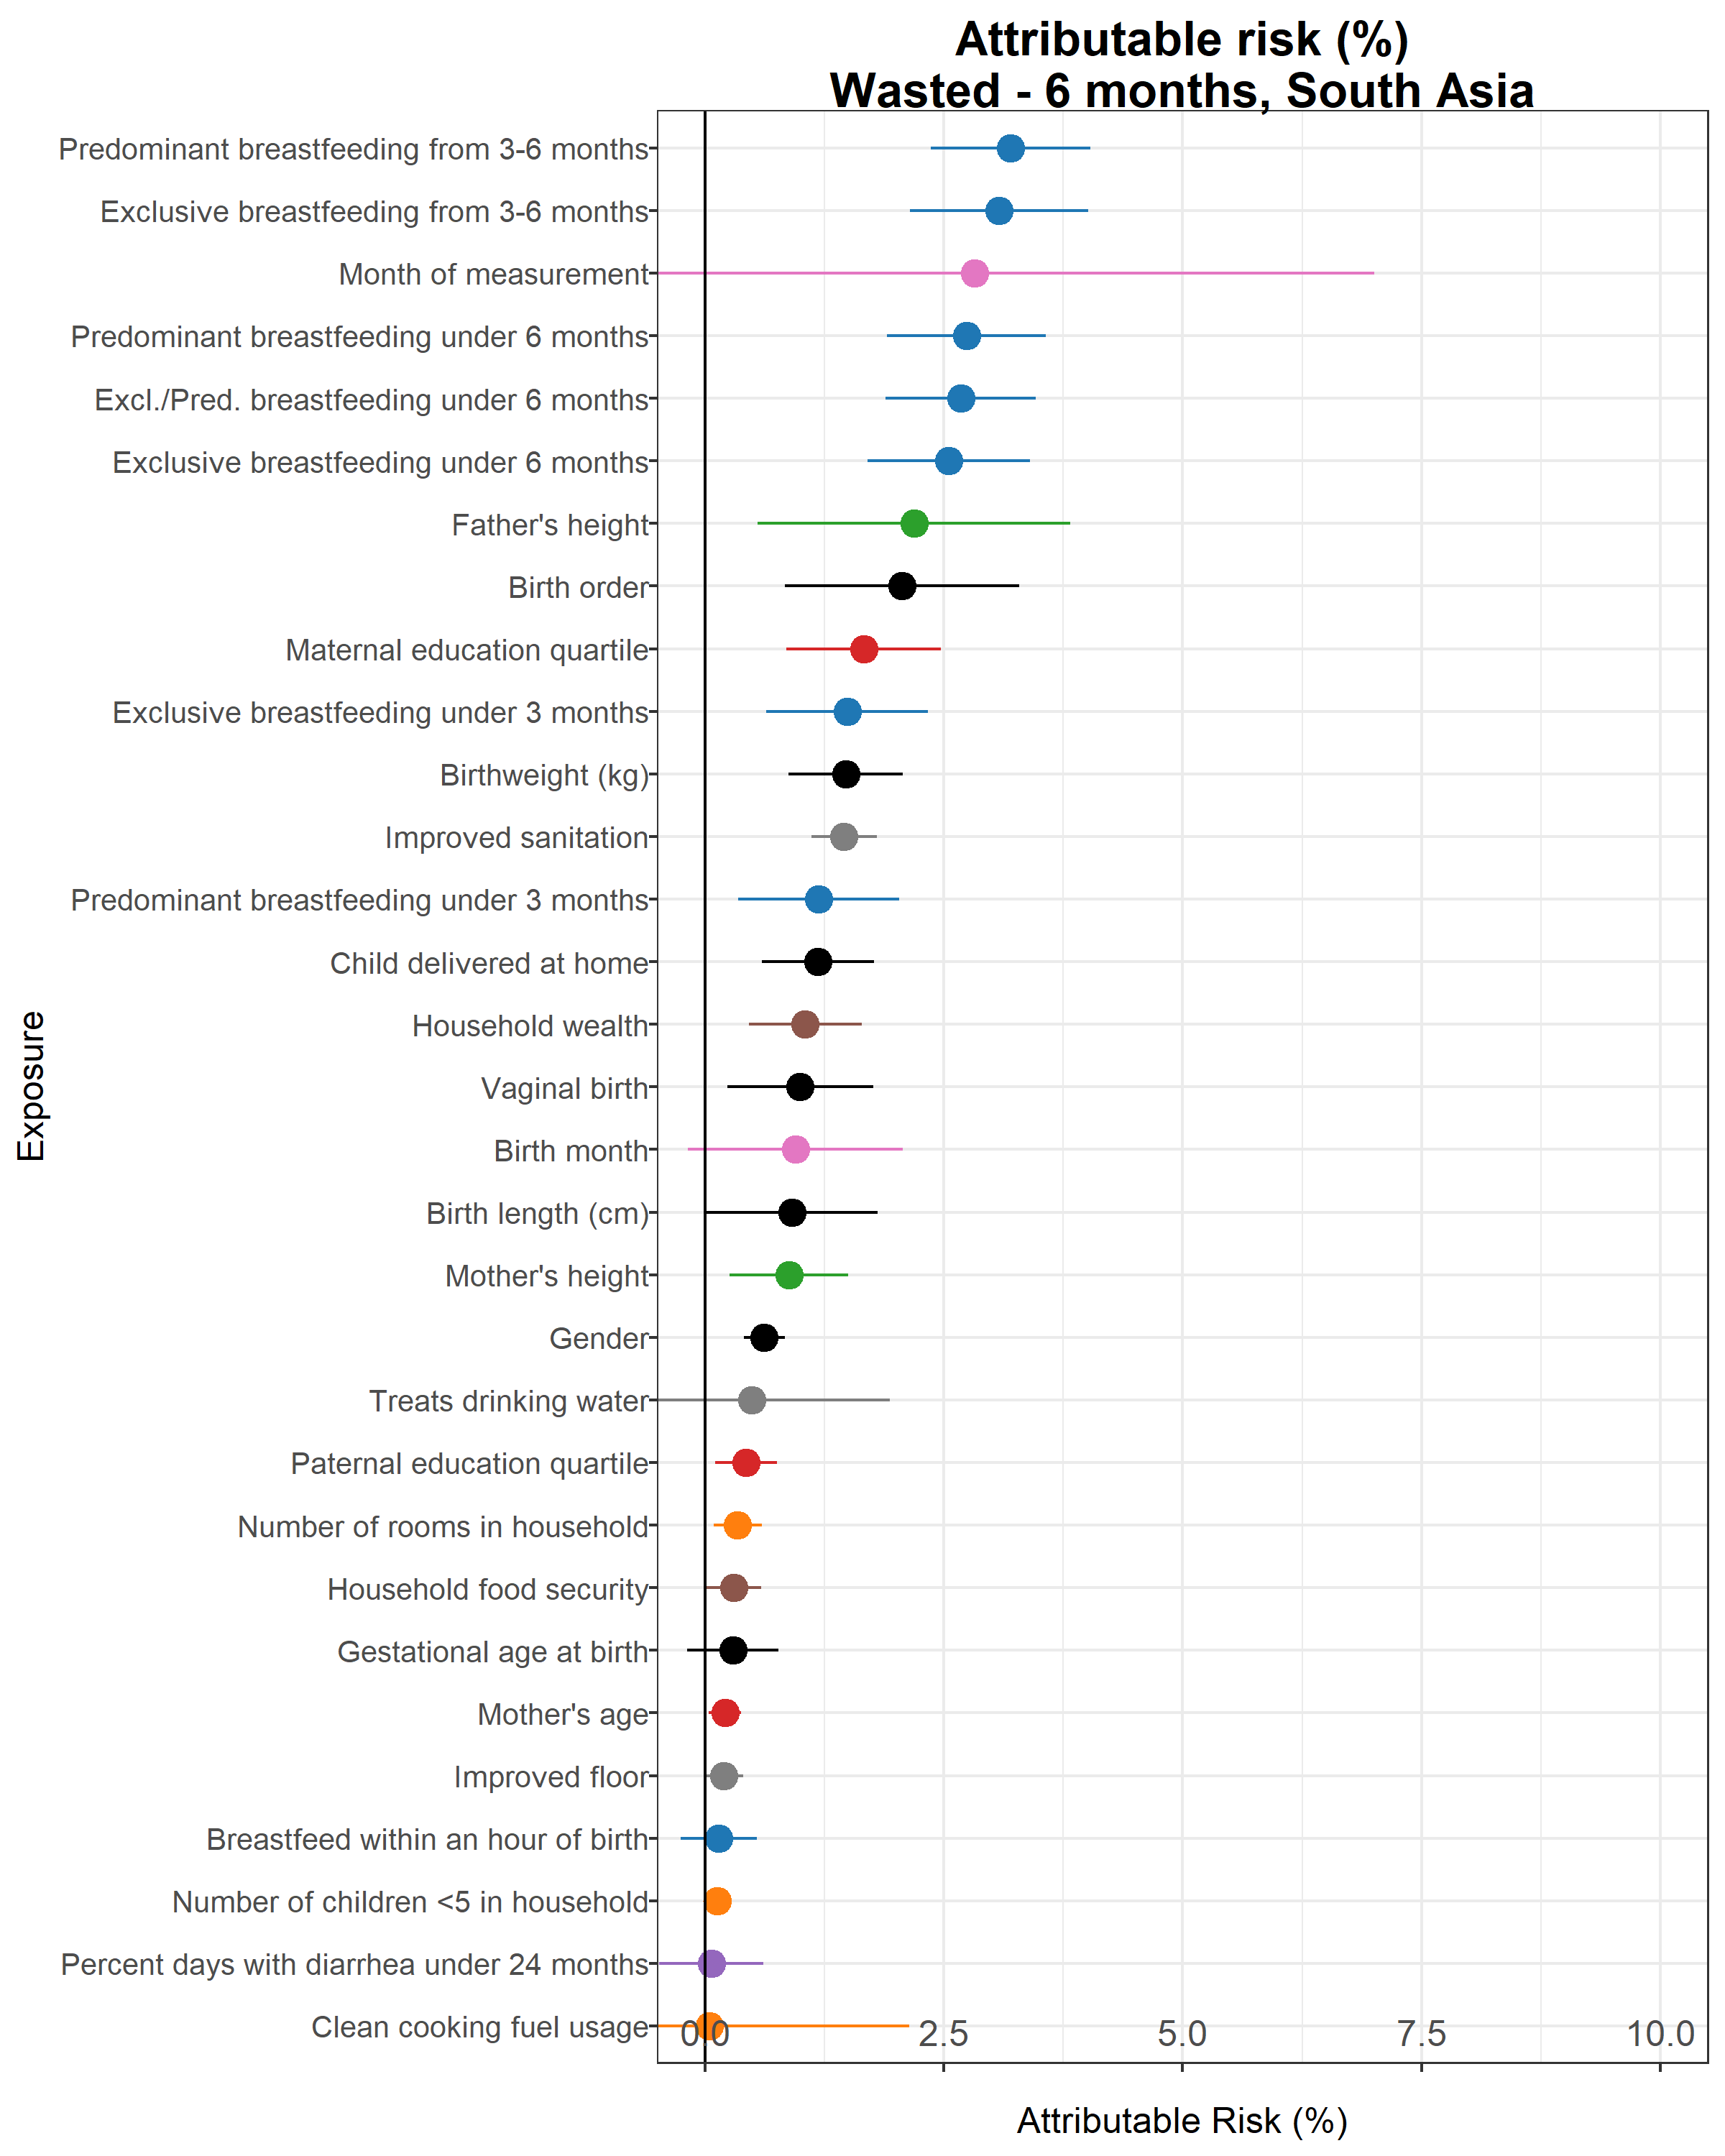 Attributable risk (%)
Wasted - 6 months, South Asia
Predominant breastfeeding from 3-6 months
Exclusive breastfeeding from 3-6 months
Month of measurement
Predominant breastfeeding under 6 months
Excl./Pred. breastfeeding under 6 months
Exclusive breastfeeding under 6 months
Father's height
Birth order
Maternal education quartile
Exclusive breastfeeding under 3 months
Birthweight (kg)
Improved sanitation
Predominant breastfeeding under 3 months
Child delivered at home
Household wealth
Vaginal birth
Birth month
Birth length (cm)
Mother's height
Gender
Treats drinking water
Paternal education quartile
Number of rooms in household
Household food security
Gestational age at birth
Mother's age
Improved floor
Breastfeed within an hour of birth
Number of children <5 in household
Percent days with diarrhea under 24 months
Clean cooking fuel usage
Exposure
0.0 2.5 5.0 7.5 10.0
Attributable Risk (%)